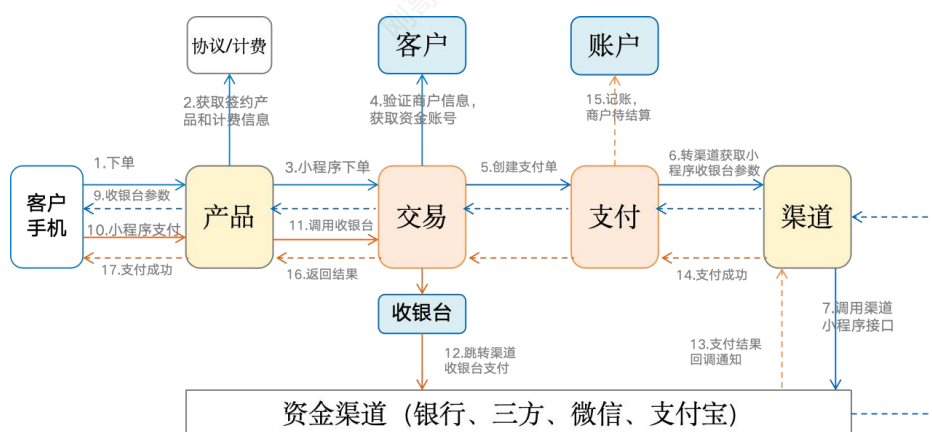 协议/计费
客户
账户
2.获取签约产
品和计费信息
4.验证商户信息，
获取资金账号
15.记账，
商户待结算
1.下单
3.小程序下单
5.创建支付单
6.转渠道获取小
程序收银台参数
9.收银台参数
客户
手机
产品
交易
支付
渠道
10.小程序支付
11.调用收银台
17.支付成功
16.返回结果
14.支付成功
收银台
7.调用渠道
小程序接口
12.跳转渠道
收银台支付
13.支付结果
回调通知
资金渠道（银行、三方、微信、支付宝）